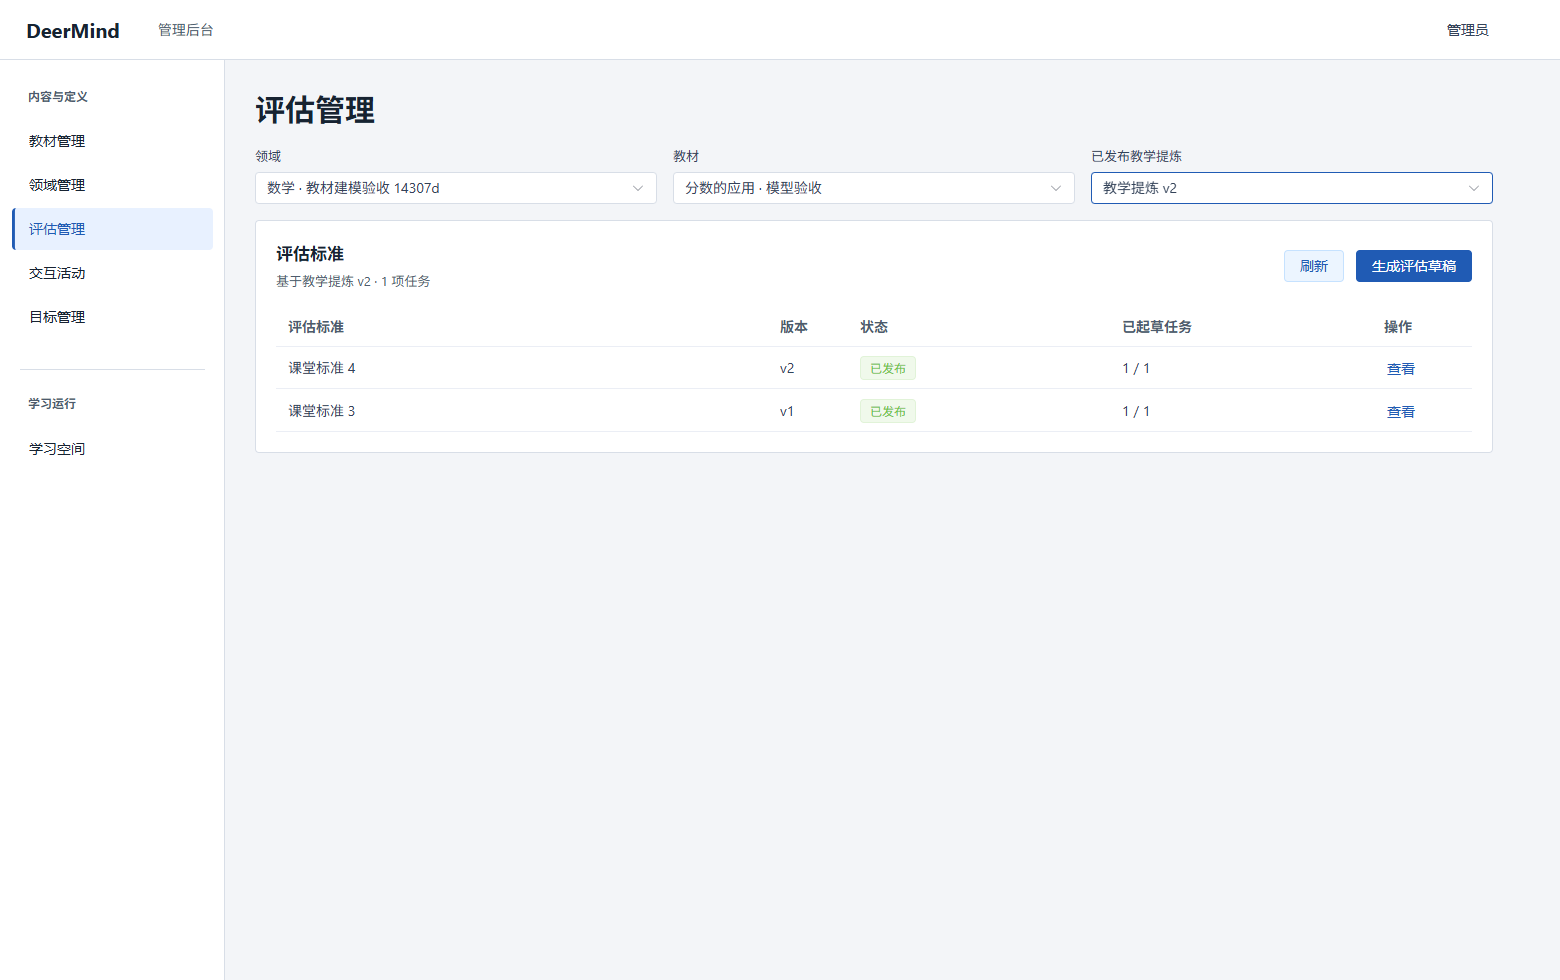 DeerMind 管理后台 管理员
内容与定义
教材管理
领域管理
评估管理
交互活动
目标管理
学习运行
学习空间
评估管理
领域 教材 已发布教学提炼
数学 · 教材建模验收 14307d 分数的应用 · 模型验收 教学提炼 v2
评估标准
基于教学提炼 v2 · 1 项任务
刷新 生成评估草稿
评估标准 版本 状态 已起草任务 操作
课堂标准 4 v2 已发布 1 / 1 查看
课堂标准 3 v1 已发布 1 / 1 查看